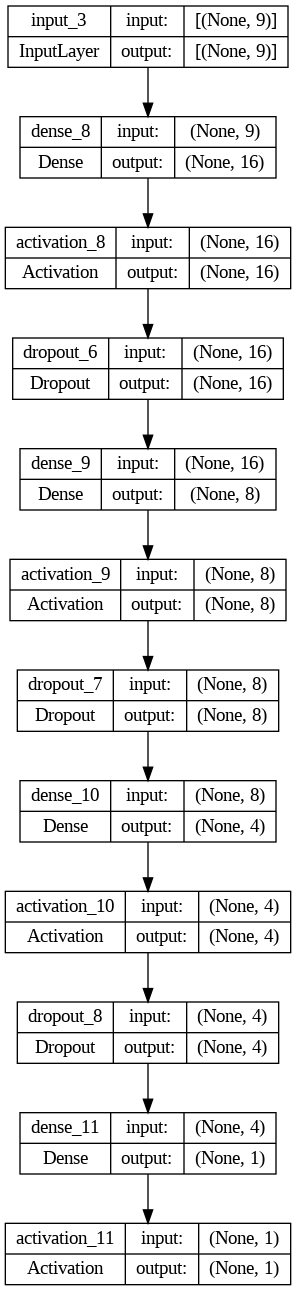 input_3 input: [(None, 9)]
InputLayer output: [(None, 9)]
dense_8 input: (None, 9)
Dense output: (None, 16)
activation_8 input: (None, 16)
Activation output: (None, 16)
dropout_6 input: (None, 16)
Dropout output: (None, 16)
dense_9 input: (None, 16)
Dense output: (None, 8)
activation_9 input: (None, 8)
Activation output: (None, 8)
dropout_7 input: (None, 8)
Dropout output: (None, 8)
dense_10 input: (None, 8)
Dense output: (None, 4)
activation_10 input: (None, 4)
Activation output: (None, 4)
dropout_8 input: (None, 4)
Dropout output: (None, 4)
dense_11 input: (None, 4)
Dense output: (None, 1)
activation_11 input: (None, 1)
Activation output: (None, 1)